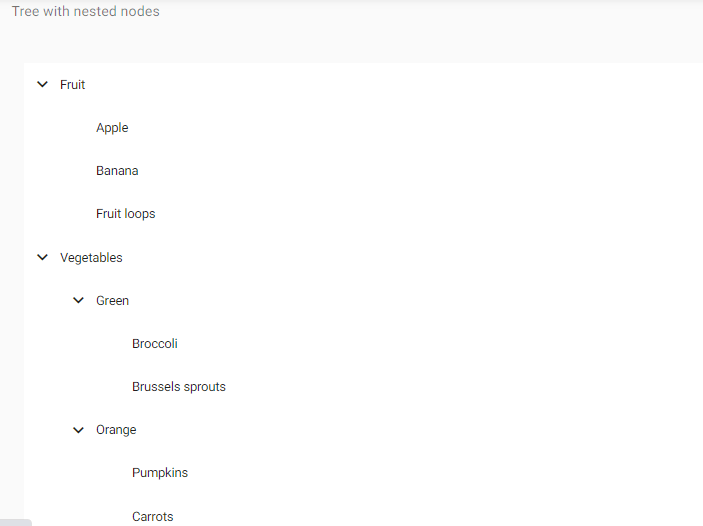 Tree with nested nodes
Fruit
Apple
Banana
Fruit loops
Vegetables
Green
Broccoli
Brussels sprouts
Orange
Pumpkins
Carrots